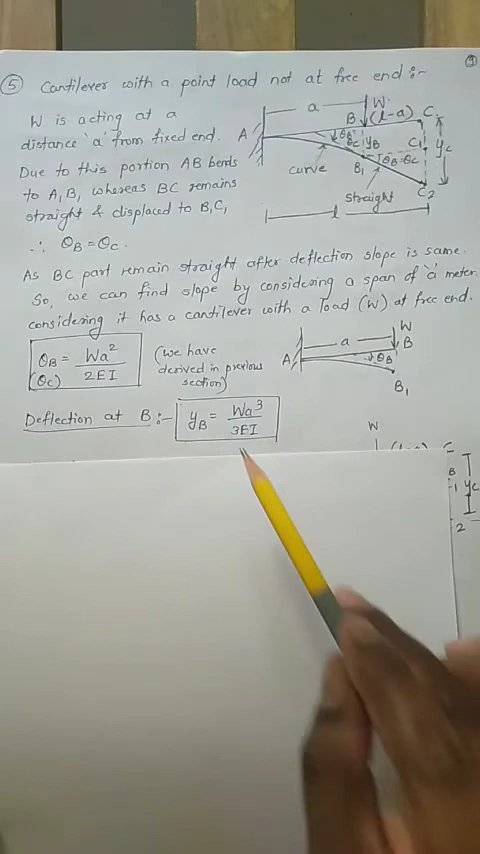 ⑤ Cantilever with a point load not at free end :-
W is acting at a
distance 'a' from fixed end.
Due to this portion AB bends
to A,B, whereas BC remains
straight & displaced to B,C,
∴ θB = θC.
a
W
(l-a)
A
B
C
θB
θC
yB
C1
yC
B1
θB=θC
curve
straight
C2
l
As BC part remain straight after deflection slope is same.
So, we can find slope by considering a span of 'a' meter
considering it has a cantilever with a load (W) at free end.
θB = Wa²/2EI
(θC)
(we have
derived in previous
section)
a
W
A
B
θB
B1
Deflection at B :- yB = Wa³/3EI
W
C
B
yC
2